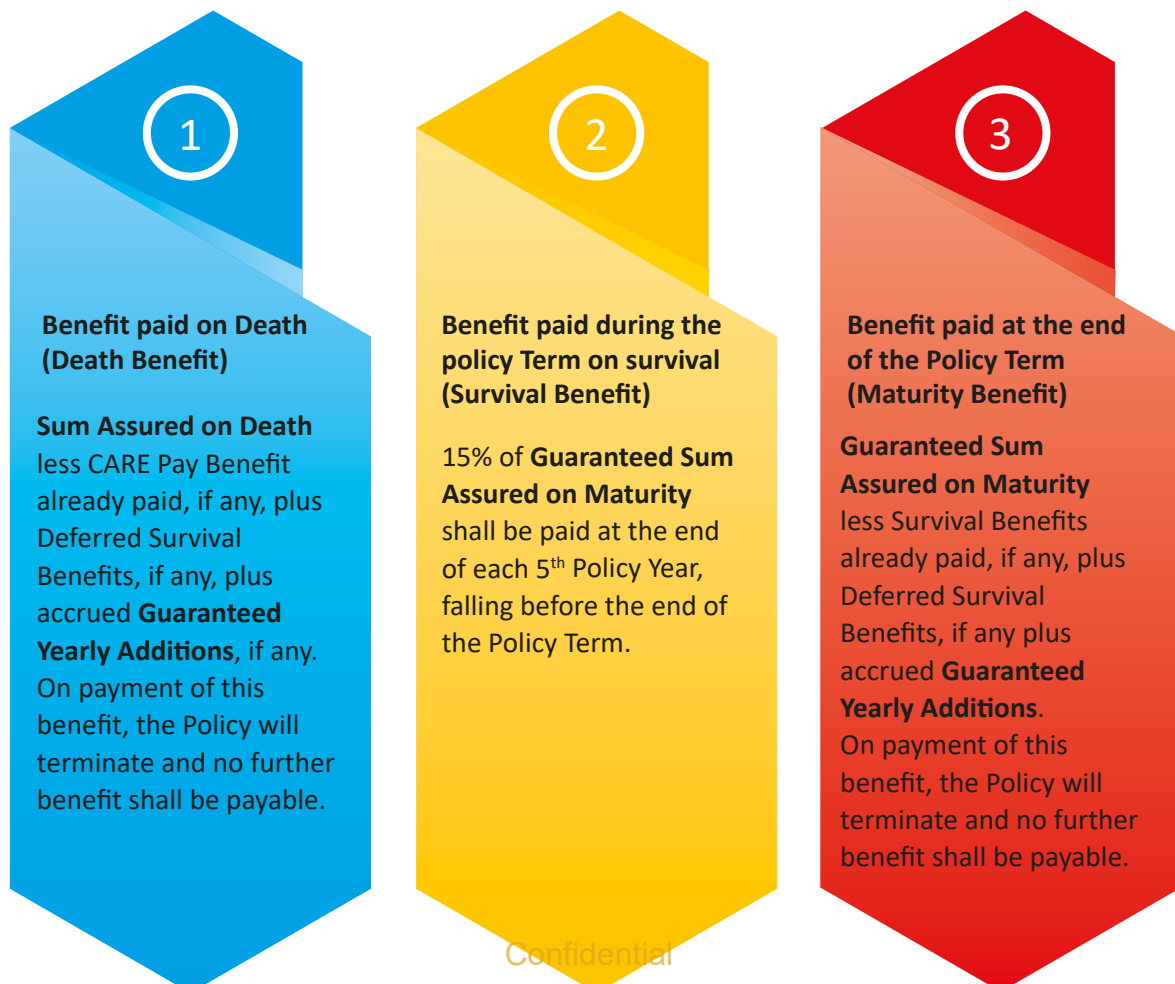 1
Benefit paid on Death
(Death Benefit)
Sum Assured on Death
less CARE Pay Benefit
already paid, if any, plus
Deferred Survival
Benefits, if any, plus
accrued Guaranteed
Yearly Additions, if any.
On payment of this
benefit, the Policy will
terminate and no further
benefit shall be payable.
2
Benefit paid during the
policy Term on survival
(Survival Benefit)
15% of Guaranteed Sum
Assured on Maturity
shall be paid at the end
of each 5th Policy Year,
falling before the end of
the Policy Term.
3
Benefit paid at the end
of the Policy Term
(Maturity Benefit)
Guaranteed Sum
Assured on Maturity
less Survival Benefits
already paid, if any, plus
Deferred Survival
Benefits, if any plus
accrued Guaranteed
Yearly Additions.
On payment of this
benefit, the Policy will
terminate and no further
benefit shall be payable.
Confidential